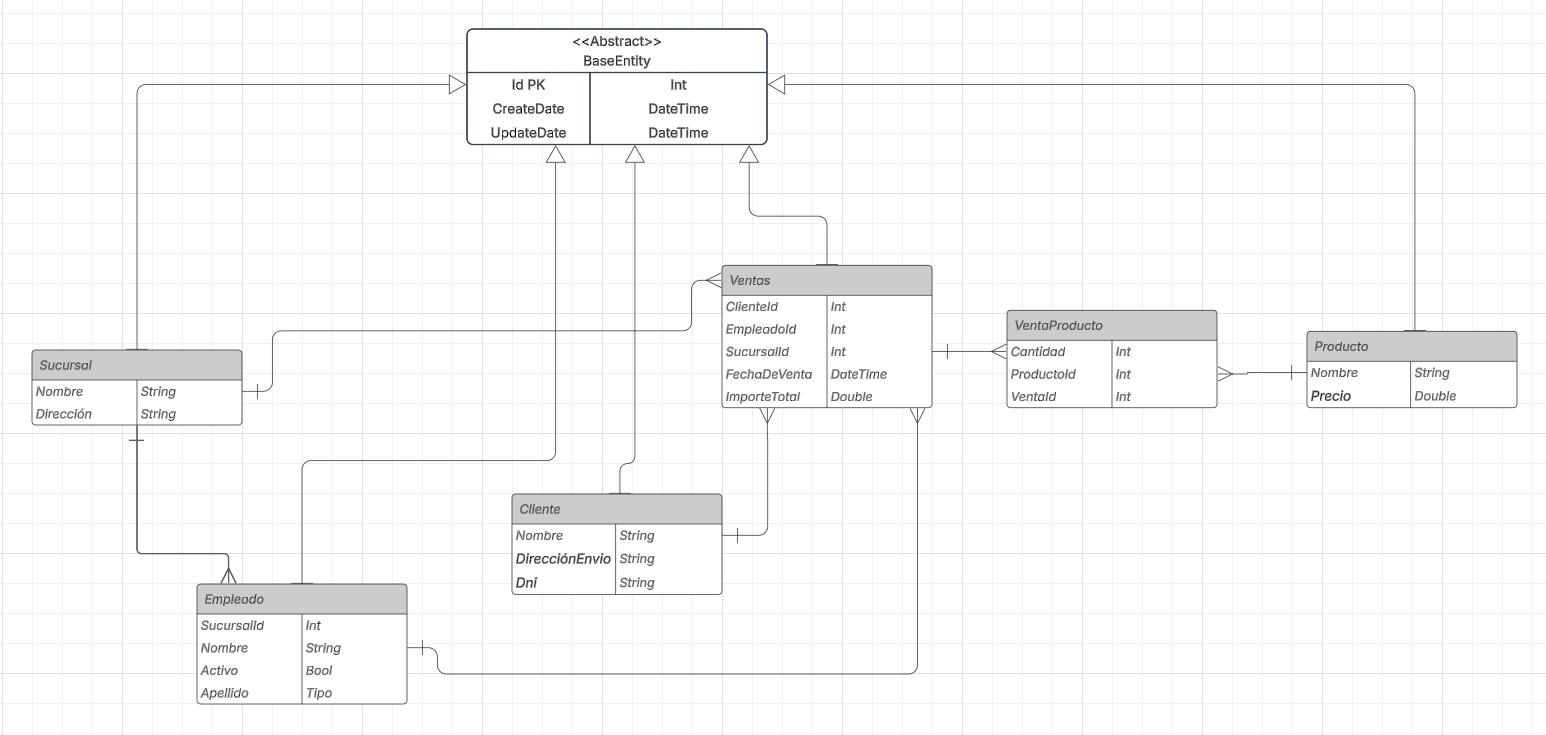 <<Abstract>>
BaseEntity
Id PK Int
CreateDate DateTime
UpdateDate DateTime
Ventas
ClienteId Int
EmpleadoId Int
SucursalId Int
FechaDeVenta DateTime
ImporteTotal Double
VentaProducto
Cantidad Int
ProductoId Int
VentaId Int
Producto
Nombre String
Precio Double
Sucursal
Nombre String
Dirección String
Cliente
Nombre String
DirecciónEnvio String
Dni String
Empleado
SucursalId Int
Nombre String
Activo Bool
Apellido Tipo